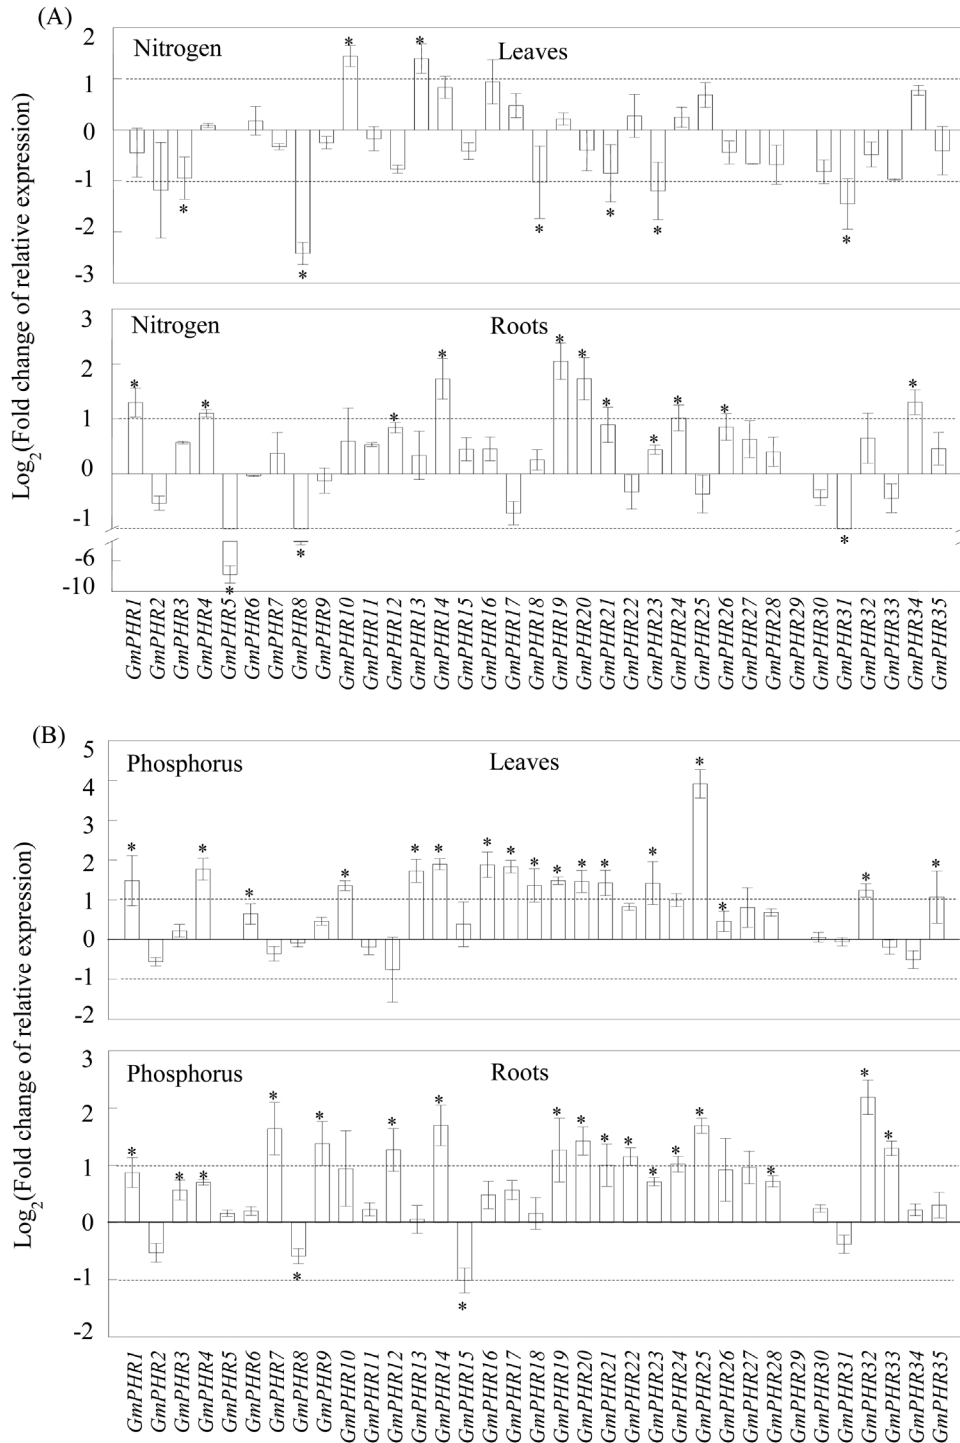 (A)
Nitrogen Leaves
2
1
0
-1
-2
-3
Log2(Fold change of relative expression)
Nitrogen Roots
3
2
1
0
-1
-6
-10
GmPHR1 GmPHR2 GmPHR3 GmPHR4 GmPHR5 GmPHR6 GmPHR7 GmPHR8 GmPHR9 GmPHR10 GmPHR11 GmPHR12 GmPHR13 GmPHR14 GmPHR15 GmPHR16 GmPHR17 GmPHR18 GmPHR19 GmPHR20 GmPHR21 GmPHR22 GmPHR23 GmPHR24 GmPHR25 GmPHR26 GmPHR27 GmPHR28 GmPHR29 GmPHR30 GmPHR31 GmPHR32 GmPHR33 GmPHR34 GmPHR35
(B)
Phosphorus Leaves
5
4
3
2
1
0
-1
-2
Log2(Fold change of relative expression)
Phosphorus Roots
3
2
1
0
-1
-2
GmPHR1 GmPHR2 GmPHR3 GmPHR4 GmPHR5 GmPHR6 GmPHR7 GmPHR8 GmPHR9 GmPHR10 GmPHR11 GmPHR12 GmPHR13 GmPHR14 GmPHR15 GmPHR16 GmPHR17 GmPHR18 GmPHR19 GmPHR20 GmPHR21 GmPHR22 GmPHR23 GmPHR24 GmPHR25 GmPHR26 GmPHR27 GmPHR28 GmPHR29 GmPHR30 GmPHR31 GmPHR32 GmPHR33 GmPHR34 GmPHR35